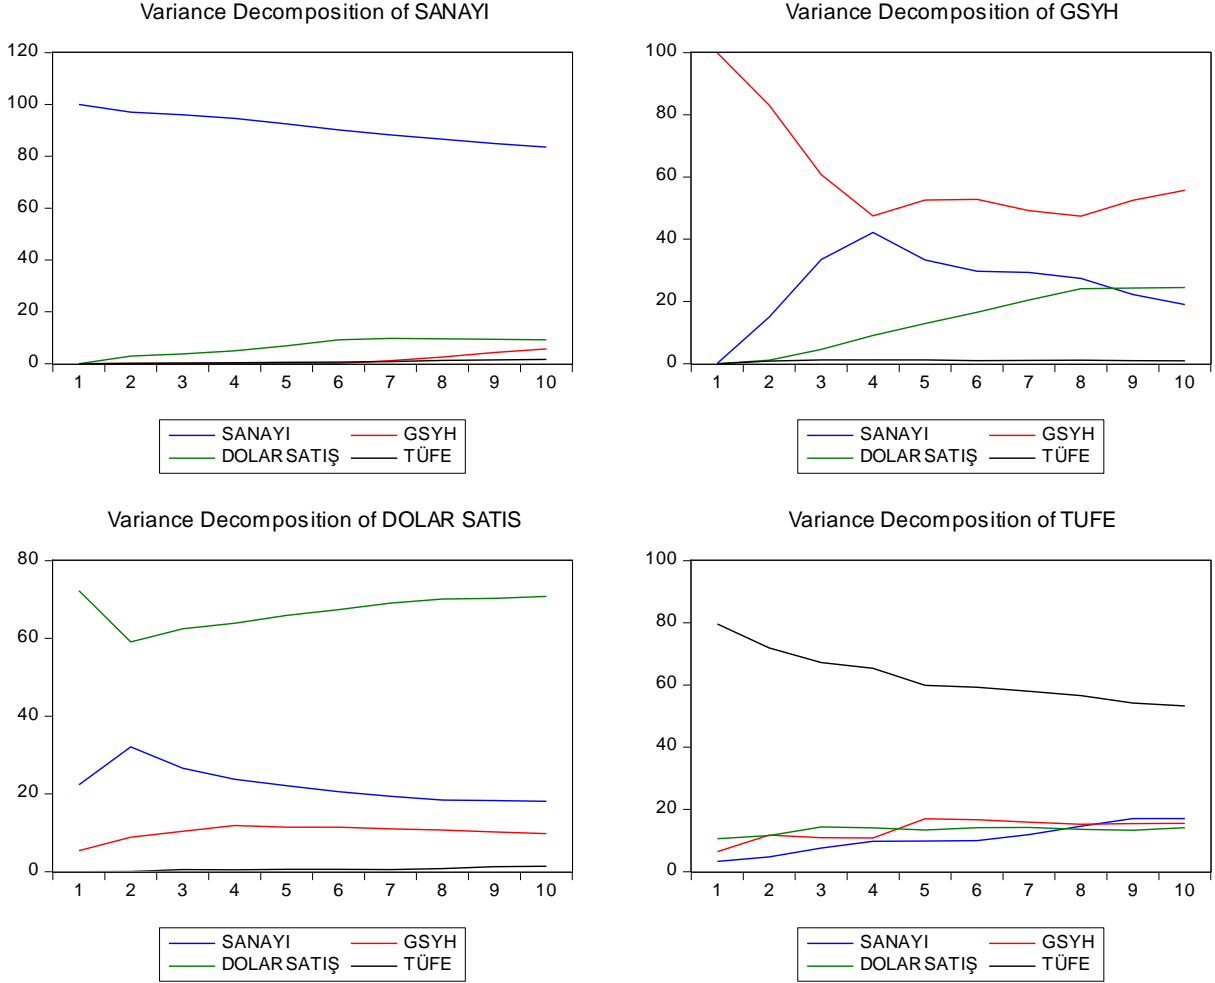 Variance Decomposition of SANAYI
120
100
80
60
40
20
0
1 2 3 4 5 6 7 8 9 10
SANAYI GSYH
DOLAR SATIŞ TÜFE
Variance Decomposition of GSYH
100
80
60
40
20
0
1 2 3 4 5 6 7 8 9 10
SANAYI GSYH
DOLAR SATIŞ TÜFE
Variance Decomposition of DOLAR SATIS
80
60
40
20
0
1 2 3 4 5 6 7 8 9 10
SANAYI GSYH
DOLAR SATIŞ TÜFE
Variance Decomposition of TUFE
100
80
60
40
20
0
1 2 3 4 5 6 7 8 9 10
SANAYI GSYH
DOLAR SATIŞ TÜFE